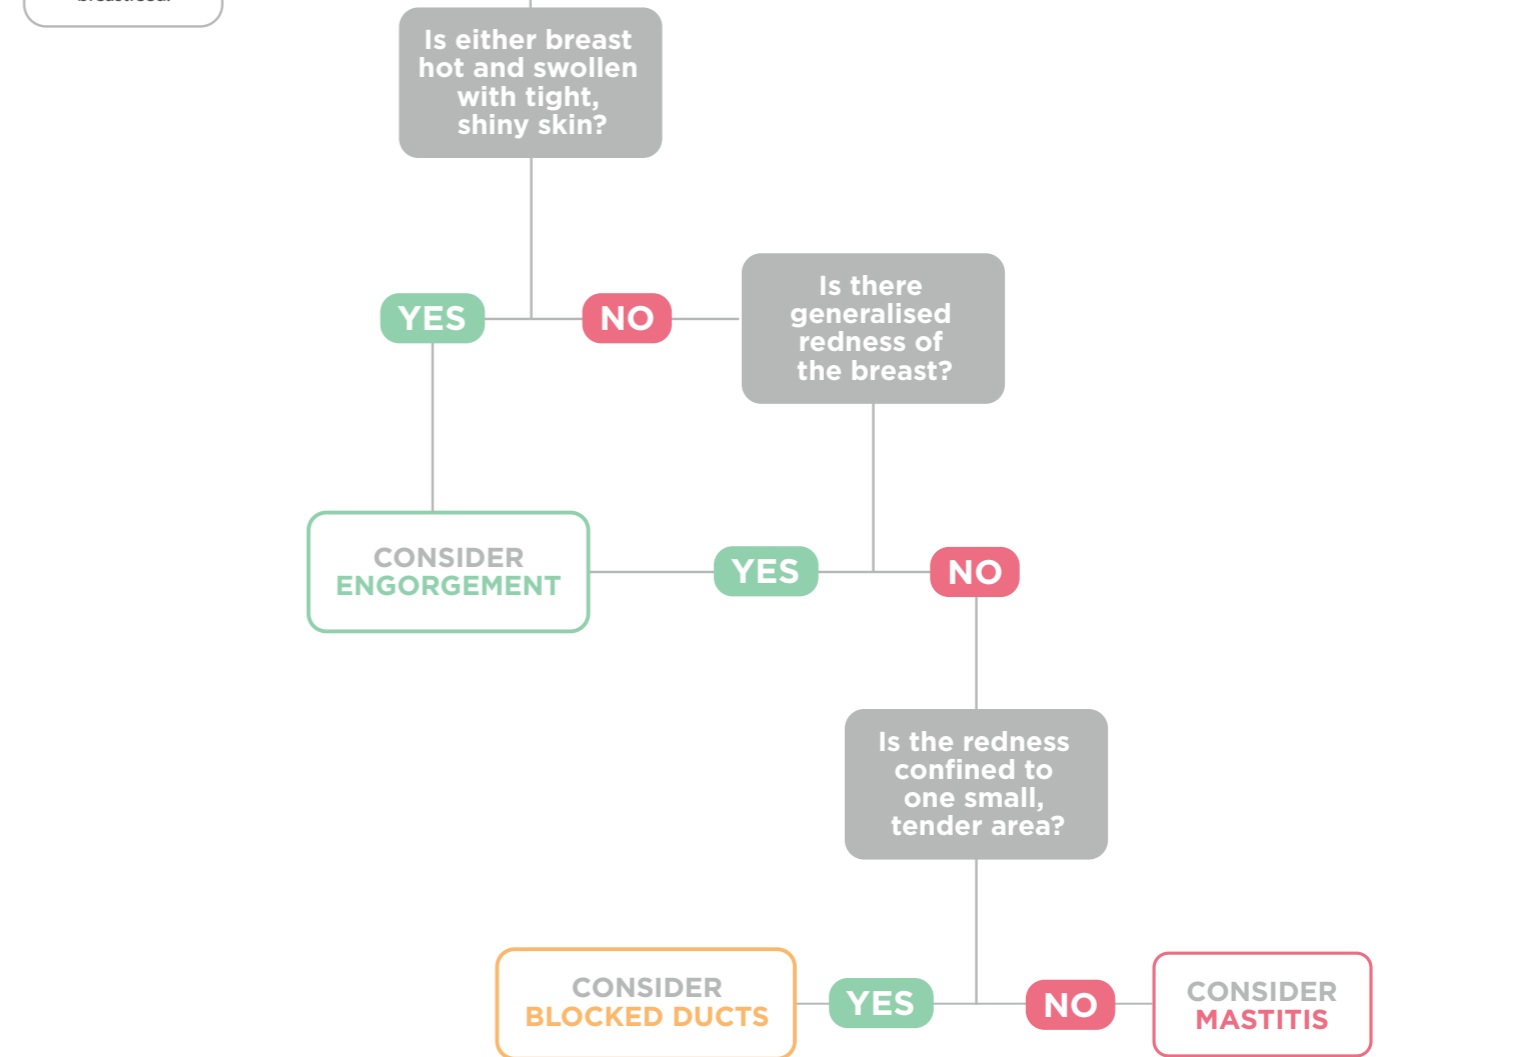 Is either breast
hot and swollen
with tight,
shiny skin?
YES
NO
Is there
generalised
redness of
the breast?
CONSIDER
ENGORGEMENT
YES
NO
Is the redness
confined to
one small,
tender area?
CONSIDER
BLOCKED DUCTS
YES
NO
CONSIDER
MASTITIS